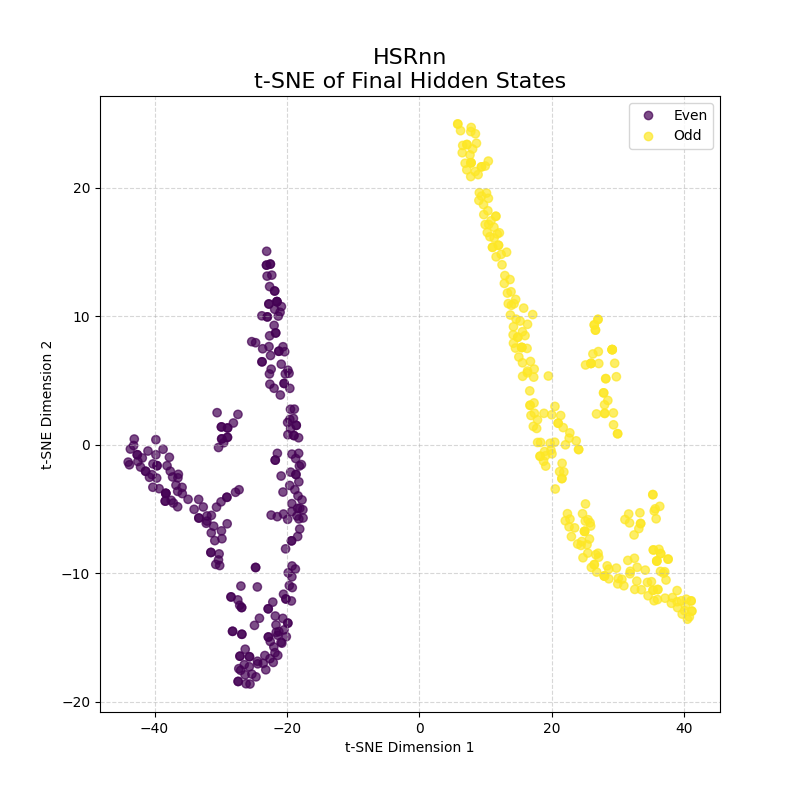 HSRnn
t-SNE of Final Hidden States
Even
Odd
t-SNE Dimension 2
20
10
0
−10
−20
−40
−20
0
20
40
t-SNE Dimension 1